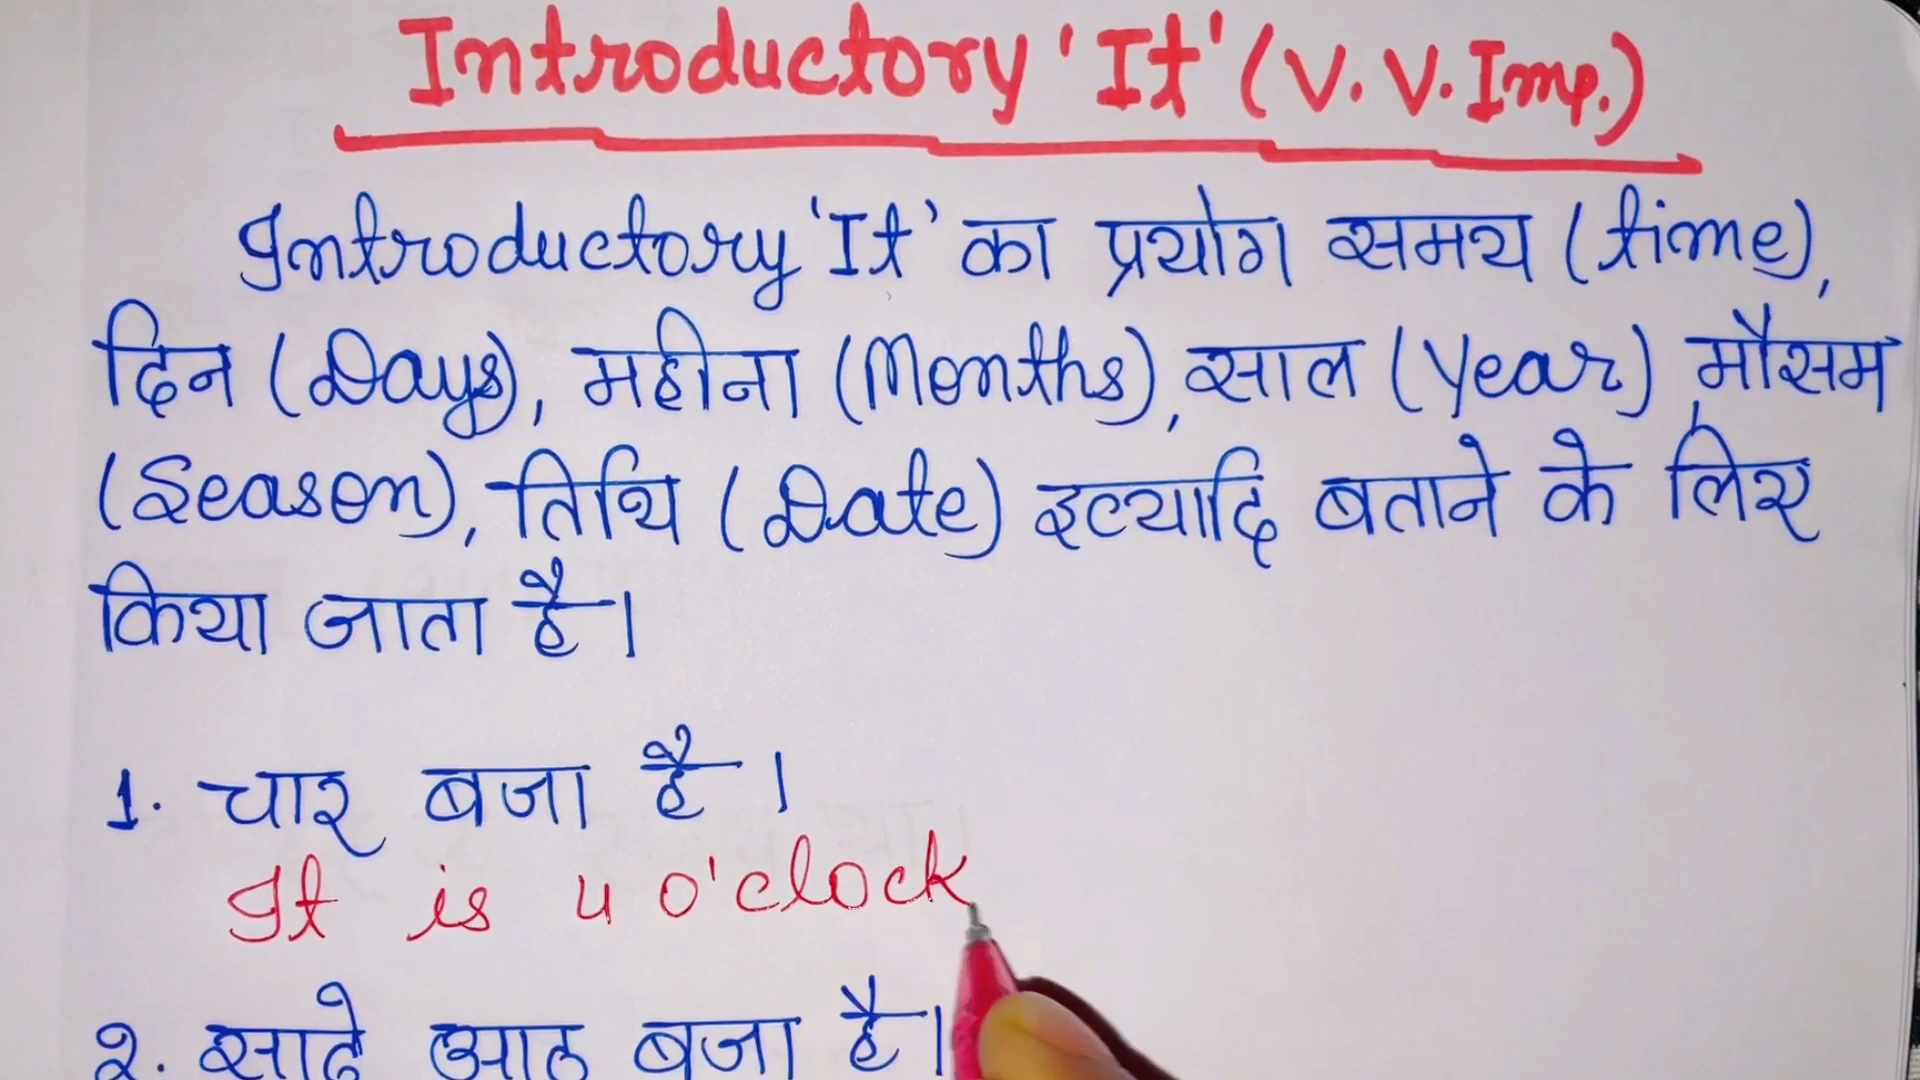 Introductory 'It' (V. V. Imp.)
Introductory 'It' का प्रयोग समय (time),
दिन (Days), महीना (Months), साल (Year), मौसम
(Season), तिथि (Date) इत्यादि बताने के लिए
किया जाता है।
1. चार बजा है।
It is 4 o'clock
2. साढे आठ बजा है।